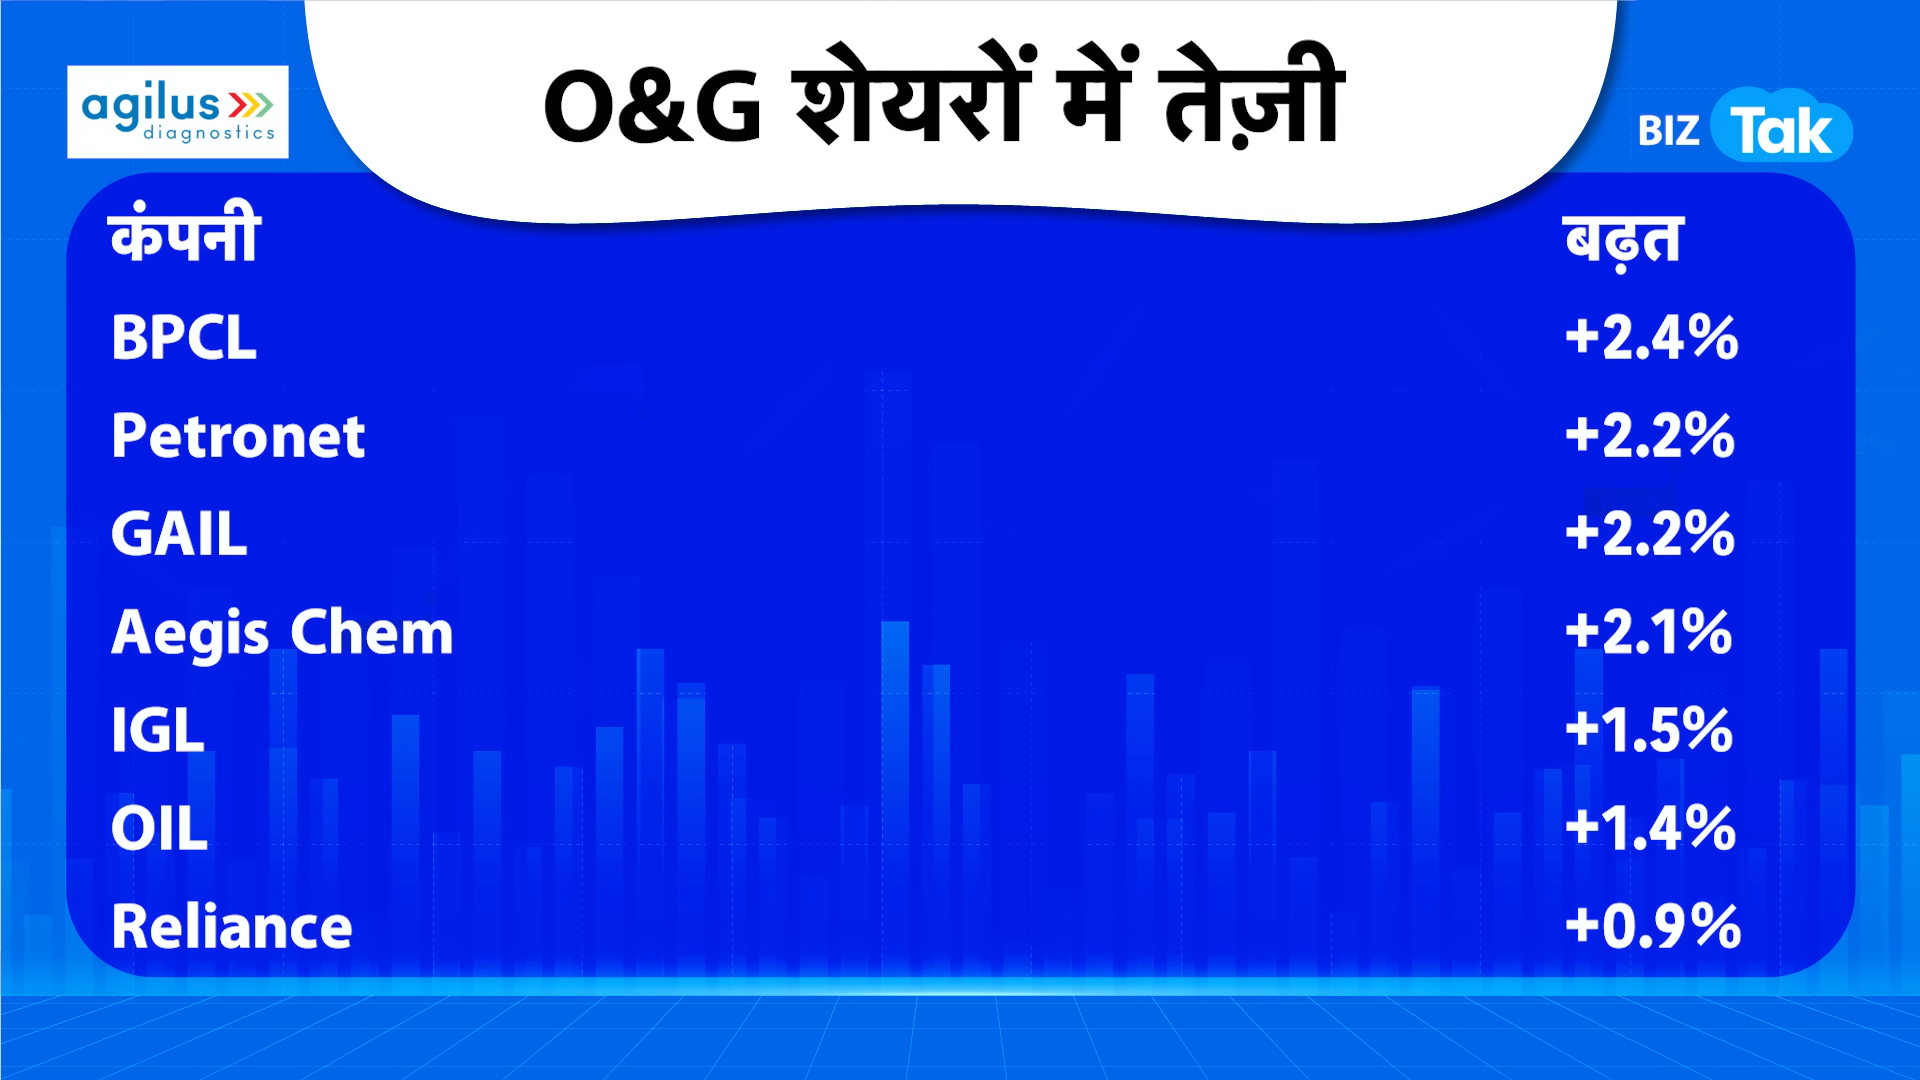 O&G शेयरों में तेज़ी
agilus
diagnostics
BIZ Tak
कंपनी बढ़त
BPCL +2.4%
Petronet +2.2%
GAIL +2.2%
Aegis Chem +2.1%
IGL +1.5%
OIL +1.4%
Reliance +0.9%